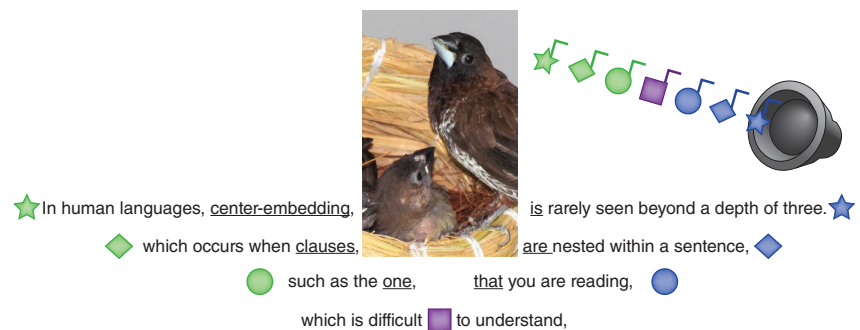 In human languages, center-embedding, is rarely seen beyond a depth of three.
which occurs when clauses, are nested within a sentence,
such as the one, that you are reading,
which is difficult to understand,